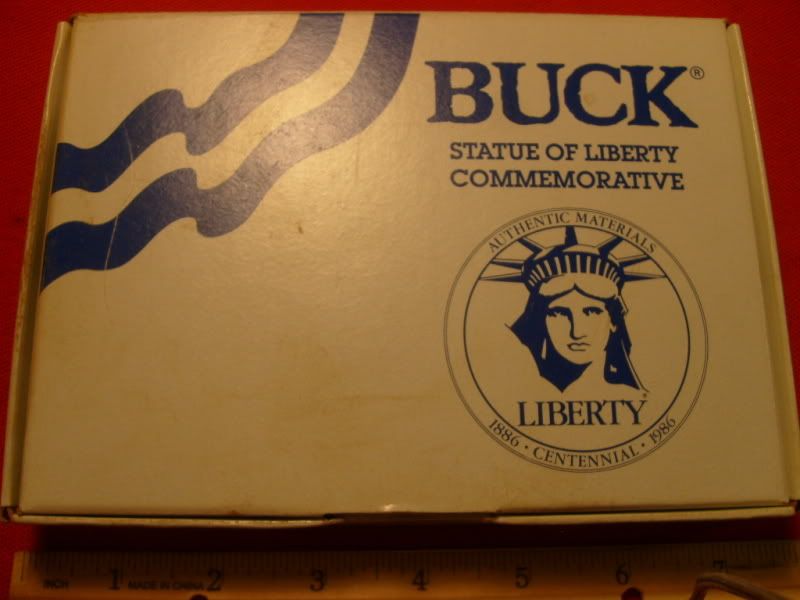 BUCK®
STATUE OF LIBERTY
COMMEMORATIVE
AUTHENTIC MATERIALS
LIBERTY®
1886 • CENTENNIAL • 1986
INCH 1 MADE IN CHINA 2 3 4 5 6 7